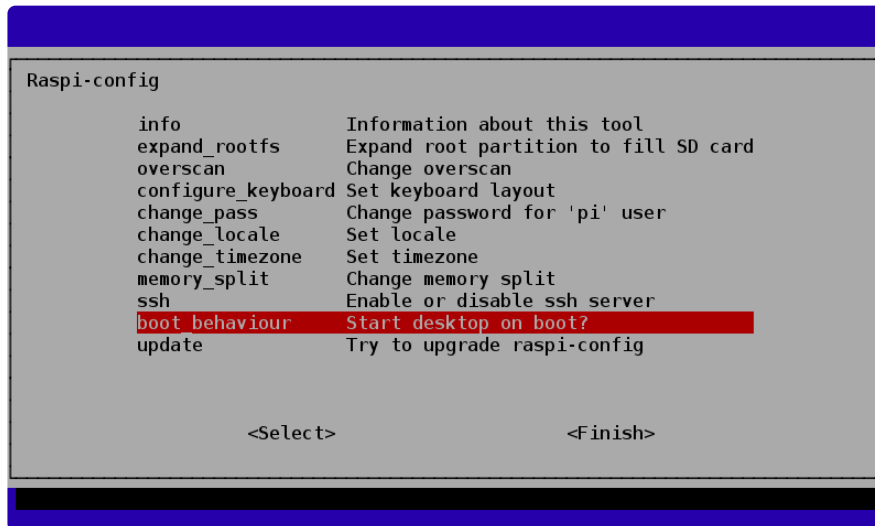 Raspi-config
info Information about this tool
expand_rootfs Expand root partition to fill SD card
overscan Change overscan
configure_keyboard Set keyboard layout
change_pass Change password for 'pi' user
change_locale Set locale
change_timezone Set timezone
memory_split Change memory split
ssh Enable or disable ssh server
boot_behaviour Start desktop on boot?
update Try to upgrade raspi-config
<Select> <Finish>